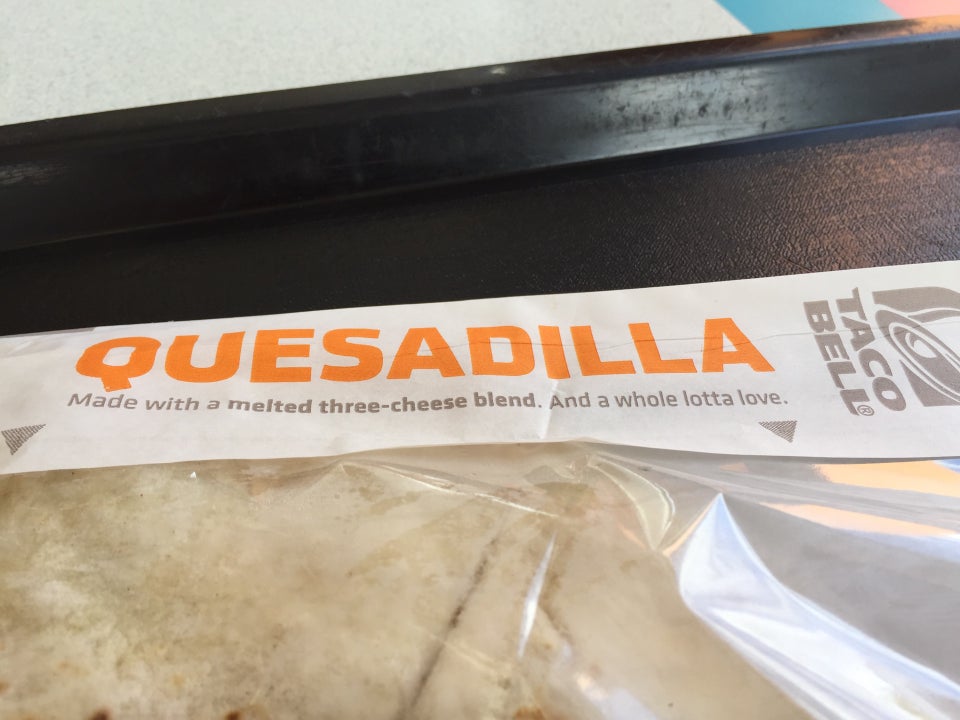 QUESADILLA
Made with a melted three-cheese blend. And a whole lotta love.
TACO
BELL®